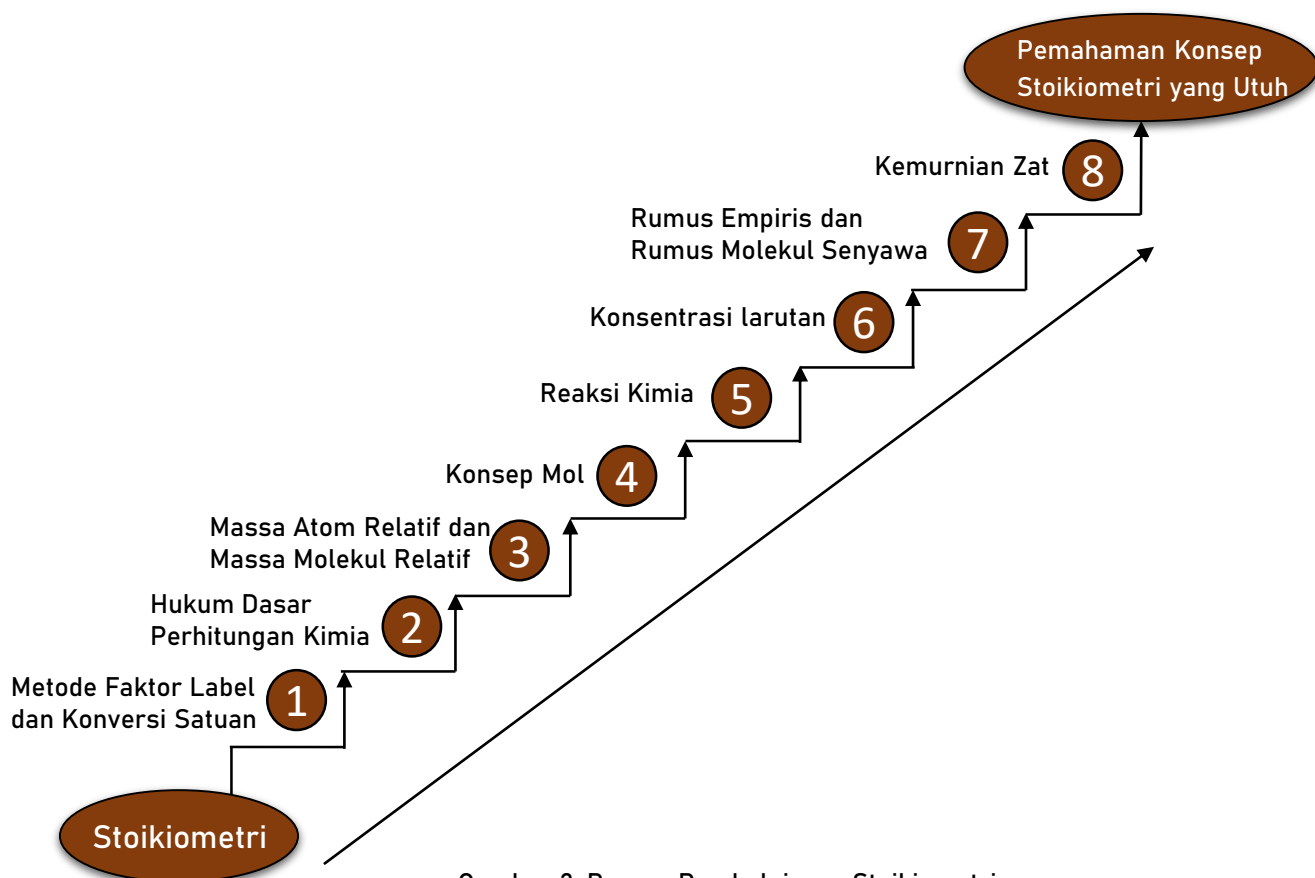 Pemahaman Konsep
Stoikiometri yang Utuh
Kemurnian Zat
8
Rumus Empiris dan
Rumus Molekul Senyawa
7
Konsentrasi larutan
6
Reaksi Kimia
5
Konsep Mol
4
Massa Atom Relatif dan
Massa Molekul Relatif
3
Hukum Dasar
Perhitungan Kimia
2
Metode Faktor Label
dan Konversi Satuan
1
Stoikiometri